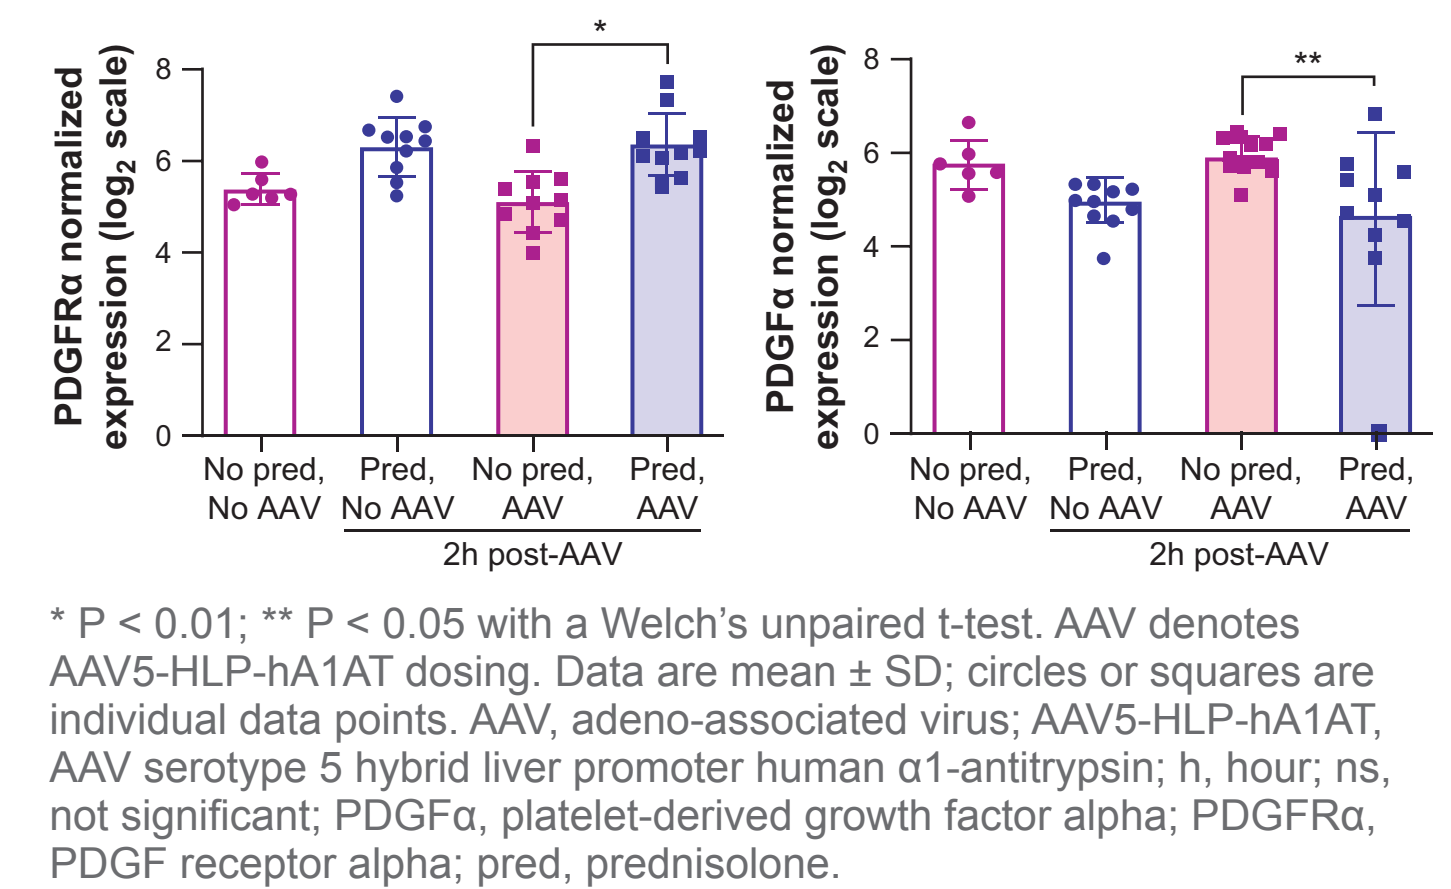 PDGFRα normalized
expression (log2 scale)
8
6
4
2
0
*
No pred,
No AAV
Pred,
No AAV
No pred,
AAV
Pred,
AAV
2h post-AAV
PDGFα normalized
expression (log2 scale)
8
6
4
2
0
**
No pred,
No AAV
Pred,
No AAV
No pred,
AAV
Pred,
AAV
2h post-AAV
* P < 0.01; ** P < 0.05 with a Welch’s unpaired t-test. AAV denotes
AAV5-HLP-hA1AT dosing. Data are mean ± SD; circles or squares are
individual data points. AAV, adeno-associated virus; AAV5-HLP-hA1AT,
AAV serotype 5 hybrid liver promoter human α1-antitrypsin; h, hour; ns,
not significant; PDGFα, platelet-derived growth factor alpha; PDGFRα,
PDGF receptor alpha; pred, prednisolone.